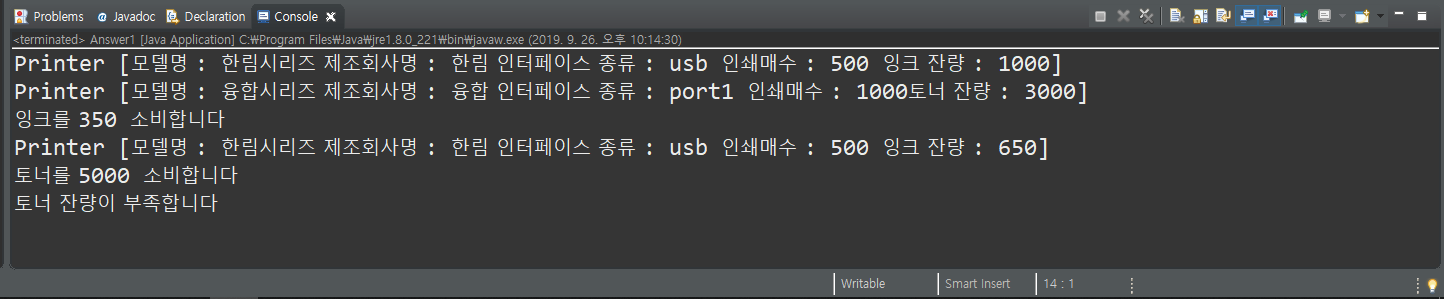 Problems Javadoc Declaration Console
<terminated> Answer1 [Java Application] C:₩Program Files₩Java₩jre1.8.0_221₩bin₩javaw.exe (2019. 9. 26. 오후 10:14:30)
Printer [모델명 : 한림시리즈 제조회사명 : 한림 인터페이스 종류 : usb 인쇄매수 : 500 잉크 잔량 : 1000]
Printer [모델명 : 융합시리즈 제조회사명 : 융합 인터페이스 종류 : port1 인쇄매수 : 1000토너 잔량 : 3000]
잉크를 350 소비합니다
Printer [모델명 : 한림시리즈 제조회사명 : 한림 인터페이스 종류 : usb 인쇄매수 : 500 잉크 잔량 : 650]
토너를 5000 소비합니다
토너 잔량이 부족합니다
Writable Smart Insert 14 : 1